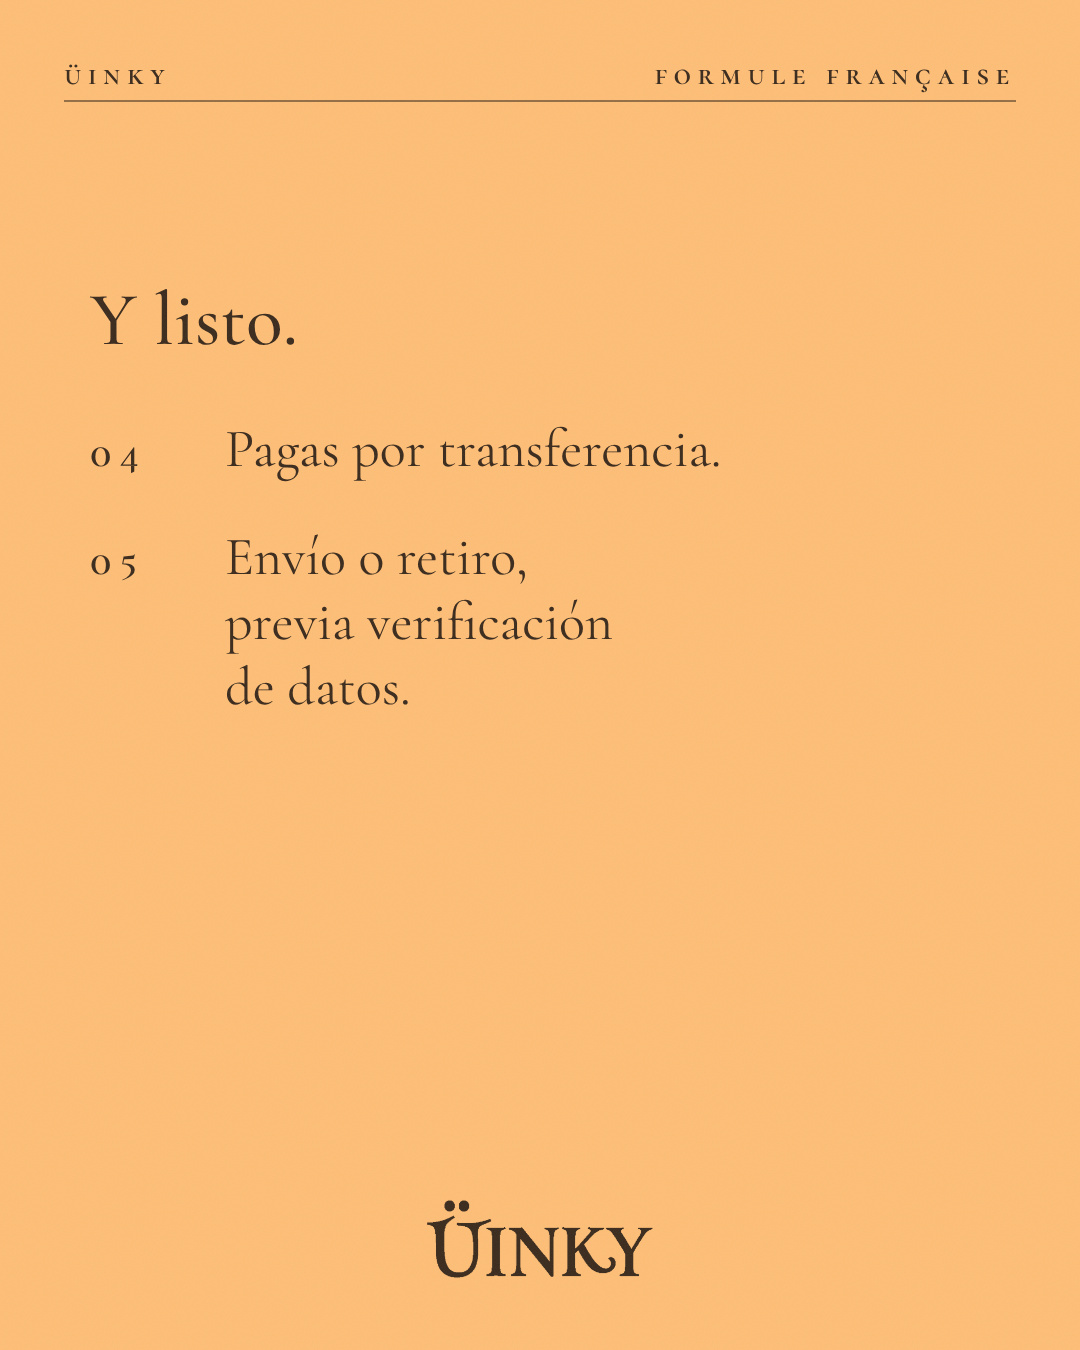 ÜINKY
FORMULE FRANÇAISE
Y listo.
04
Pagas por transferencia.
05
Envío o retiro,
previa verificación
de datos.
ÜINKY